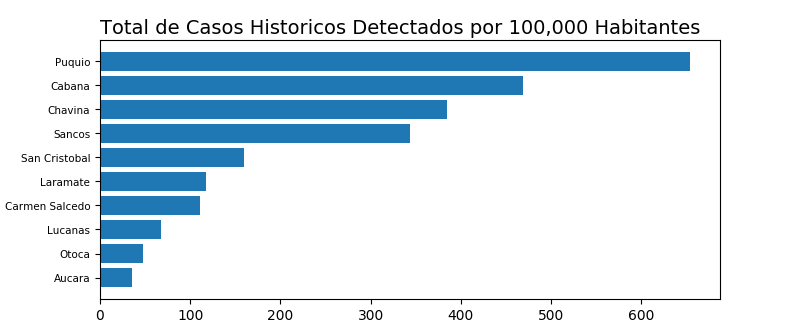 Total de Casos Historicos Detectados por 100,000 Habitantes
Puquio
Cabana
Chavina
Sancos
San Cristobal
Laramate
Carmen Salcedo
Lucanas
Otoca
Aucara
0 100 200 300 400 500 600